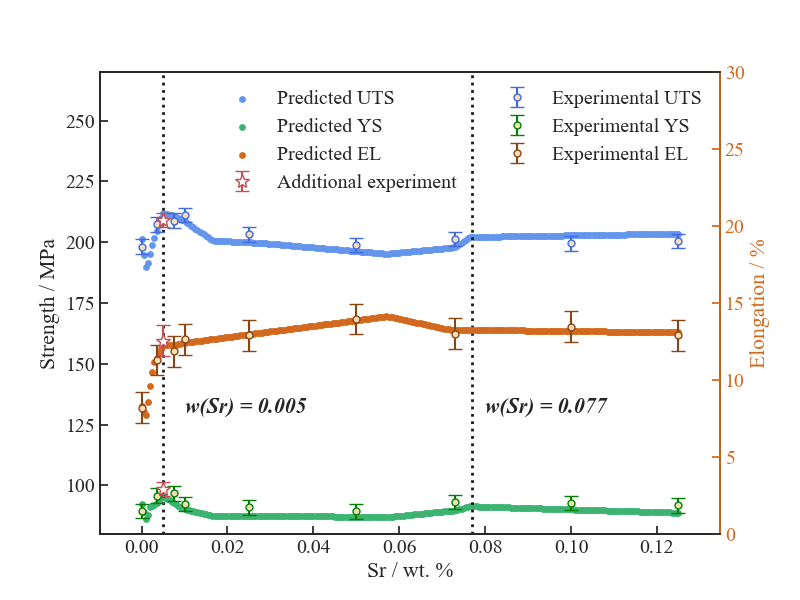 Predicted UTS
Predicted YS
Predicted EL
Additional experiment
Experimental UTS
Experimental YS
Experimental EL
Strength / MPa
250
225
200
175
150
125
100
30
25
20
15
10
5
0
Elongation / %
w(Sr) = 0.005
w(Sr) = 0.077
0.00 0.02 0.04 0.06 0.08 0.10 0.12
Sr / wt. %